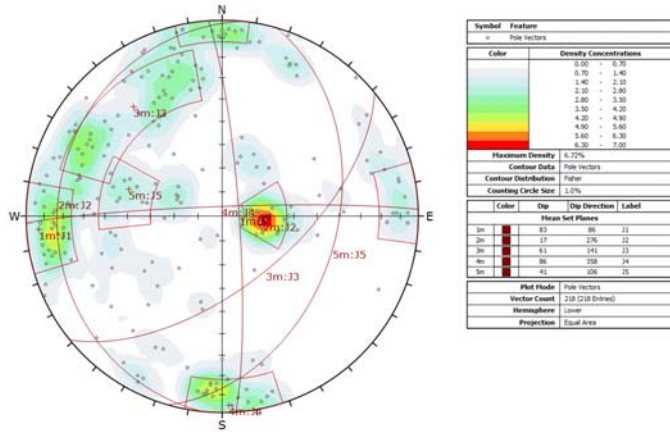 N
Symbol Feature
Pole Vectors
Color Density Concentrations
0.00 - 0.70
0.70 - 1.40
1.40 - 2.10
2.10 - 2.80
2.80 - 3.50
3.50 - 4.20
4.20 - 4.90
4.90 - 5.60
5.60 - 6.30
6.30 - 7.00
Maximum Density 6.72%
Contour Data Pole Vectors
Contour Distribution Fisher
Counting Circle Size 1.0%
Color Dip Dip Direction Label
Mean Set Planes
1m 83 86 J1
2m 17 276 J2
3m 61 141 J3
4m 86 358 J4
5m 41 106 J5
Plot Mode Pole Vectors
Vector Count 218 (218 Entries)
Hemisphere Lower
Projection Equal Area
3m:J3
5m:J5
2m:J2
4m:J4
W
E
1m:J1
2m:J2
5m:J5
3m:J3
4m:J4
S